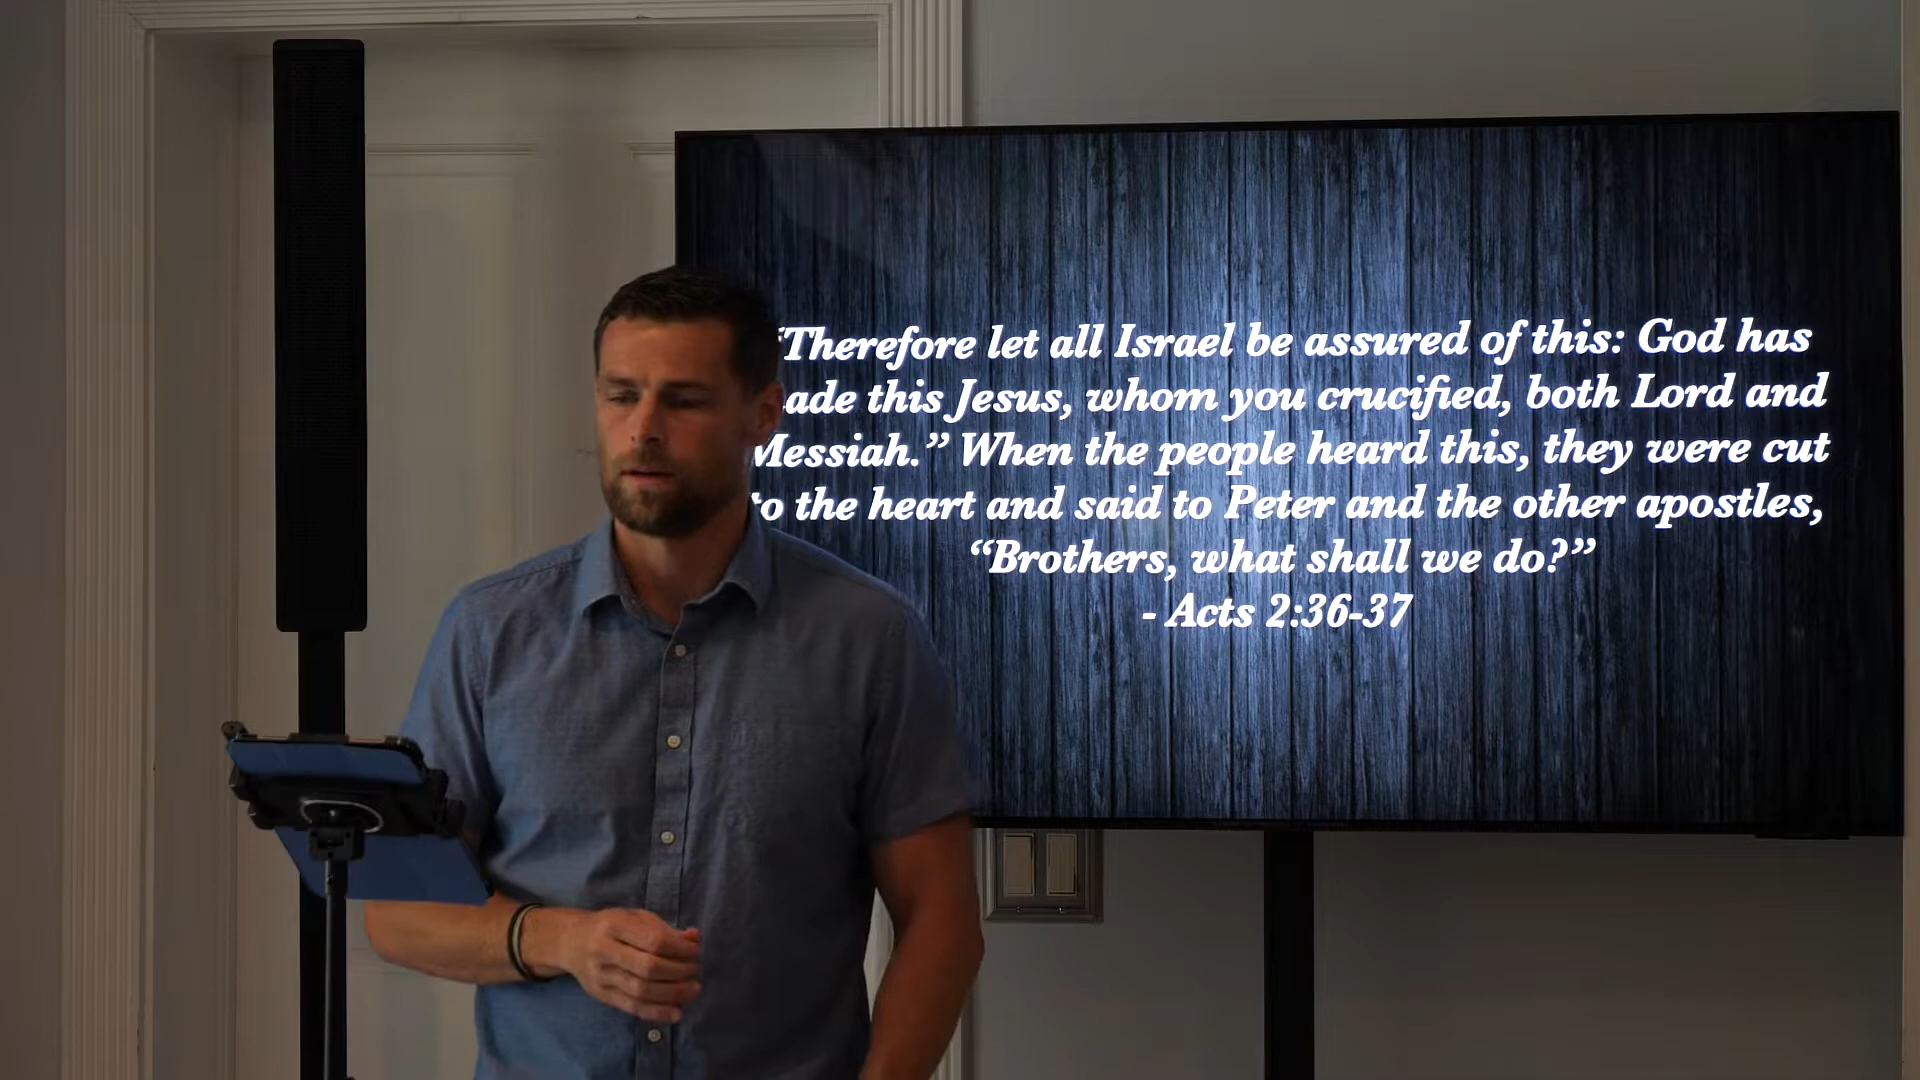 “Therefore let all Israel be assured of this: God has
ade this Jesus, whom you crucified, both Lord and
Messiah.” When the people heard this, they were cut
to the heart and said to Peter and the other apostles,
“Brothers, what shall we do?”
- Acts 2:36-37